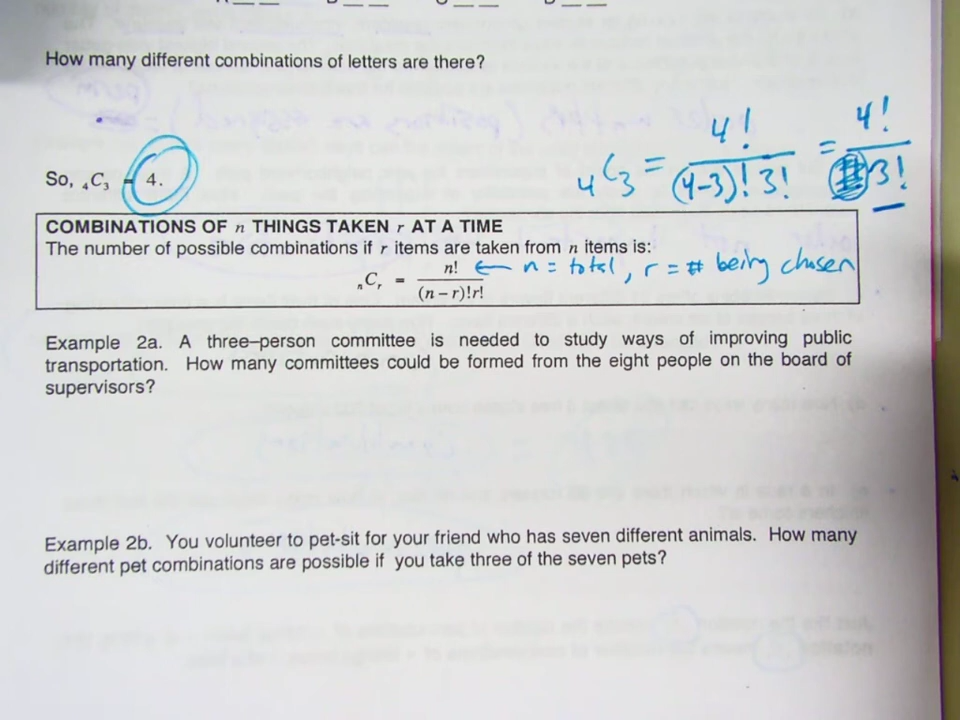 How many different combinations of letters are there?
4! 4!
₄C₃ = ――― = ―――
(4-3)! 3! 3!
So, ₄C₃ = 4.
COMBINATIONS OF n THINGS TAKEN r AT A TIME
The number of possible combinations if r items are taken from n items is:
ₙCᵣ = n! / (n – r)!r! ← n = total, r = # being chosen
Example 2a. A three–person committee is needed to study ways of improving public
transportation. How many committees could be formed from the eight people on the board of
supervisors?
Example 2b. You volunteer to pet-sit for your friend who has seven different animals. How many
different pet combinations are possible if you take three of the seven pets?